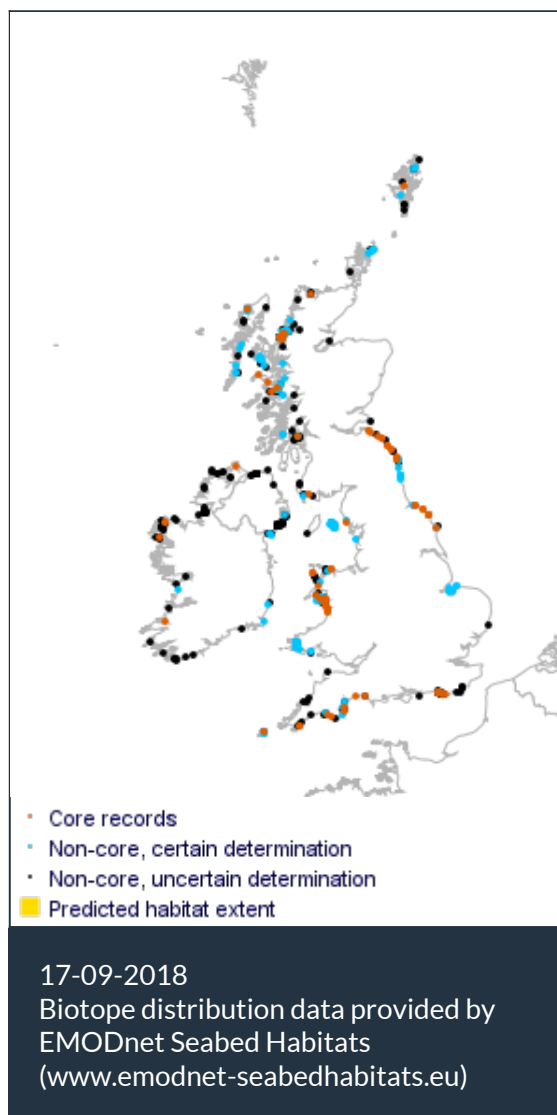 Core records
Non-core, certain determination
Non-core, uncertain determination
Predicted habitat extent
17-09-2018
Biotope distribution data provided by
EMODnet Seabed Habitats
(www.emodnet-seabedhabitats.eu)